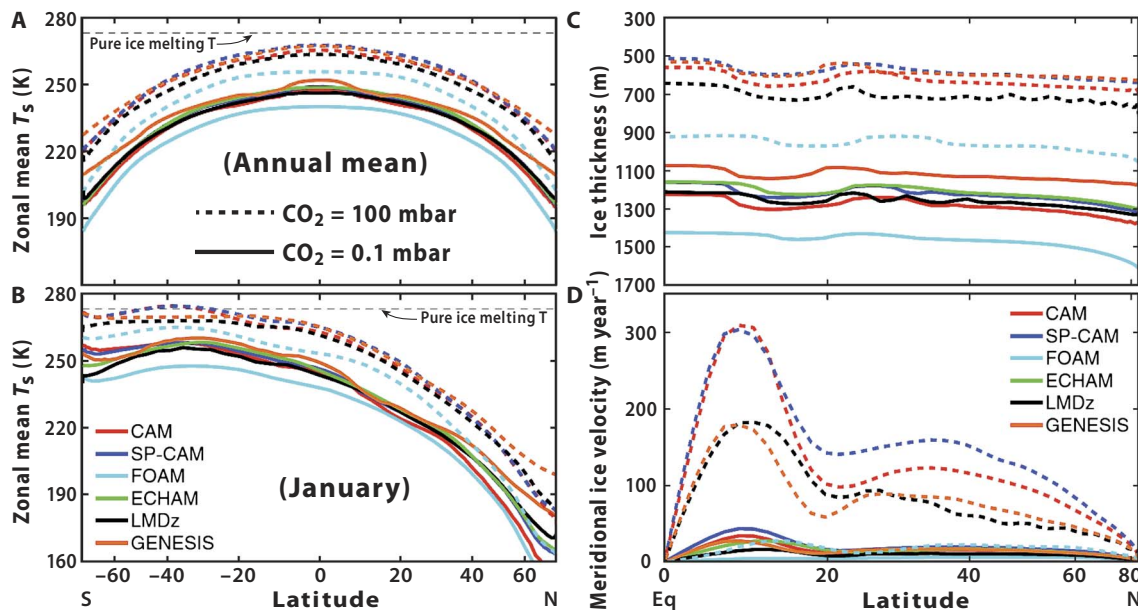 A
280
270
250
220
190
Zonal mean Ts (K)
Pure ice melting T
(Annual mean)
CO2 = 100 mbar
CO2 = 0.1 mbar
B
280
250
220
190
160
Zonal mean Ts (K)
Pure ice melting T
CAM
SP-CAM
FOAM
ECHAM
LMDz
GENESIS
(January)
−60 −40 −20 0 20 40 60
S Latitude N
C
300
500
700
900
1100
1300
1500
1700
Ice thickness (m)
D
300
200
100
0
Meridional ice velocity (m year−1)
CAM
SP-CAM
FOAM
ECHAM
LMDz
GENESIS
20 40 60 80
Eq Latitude N